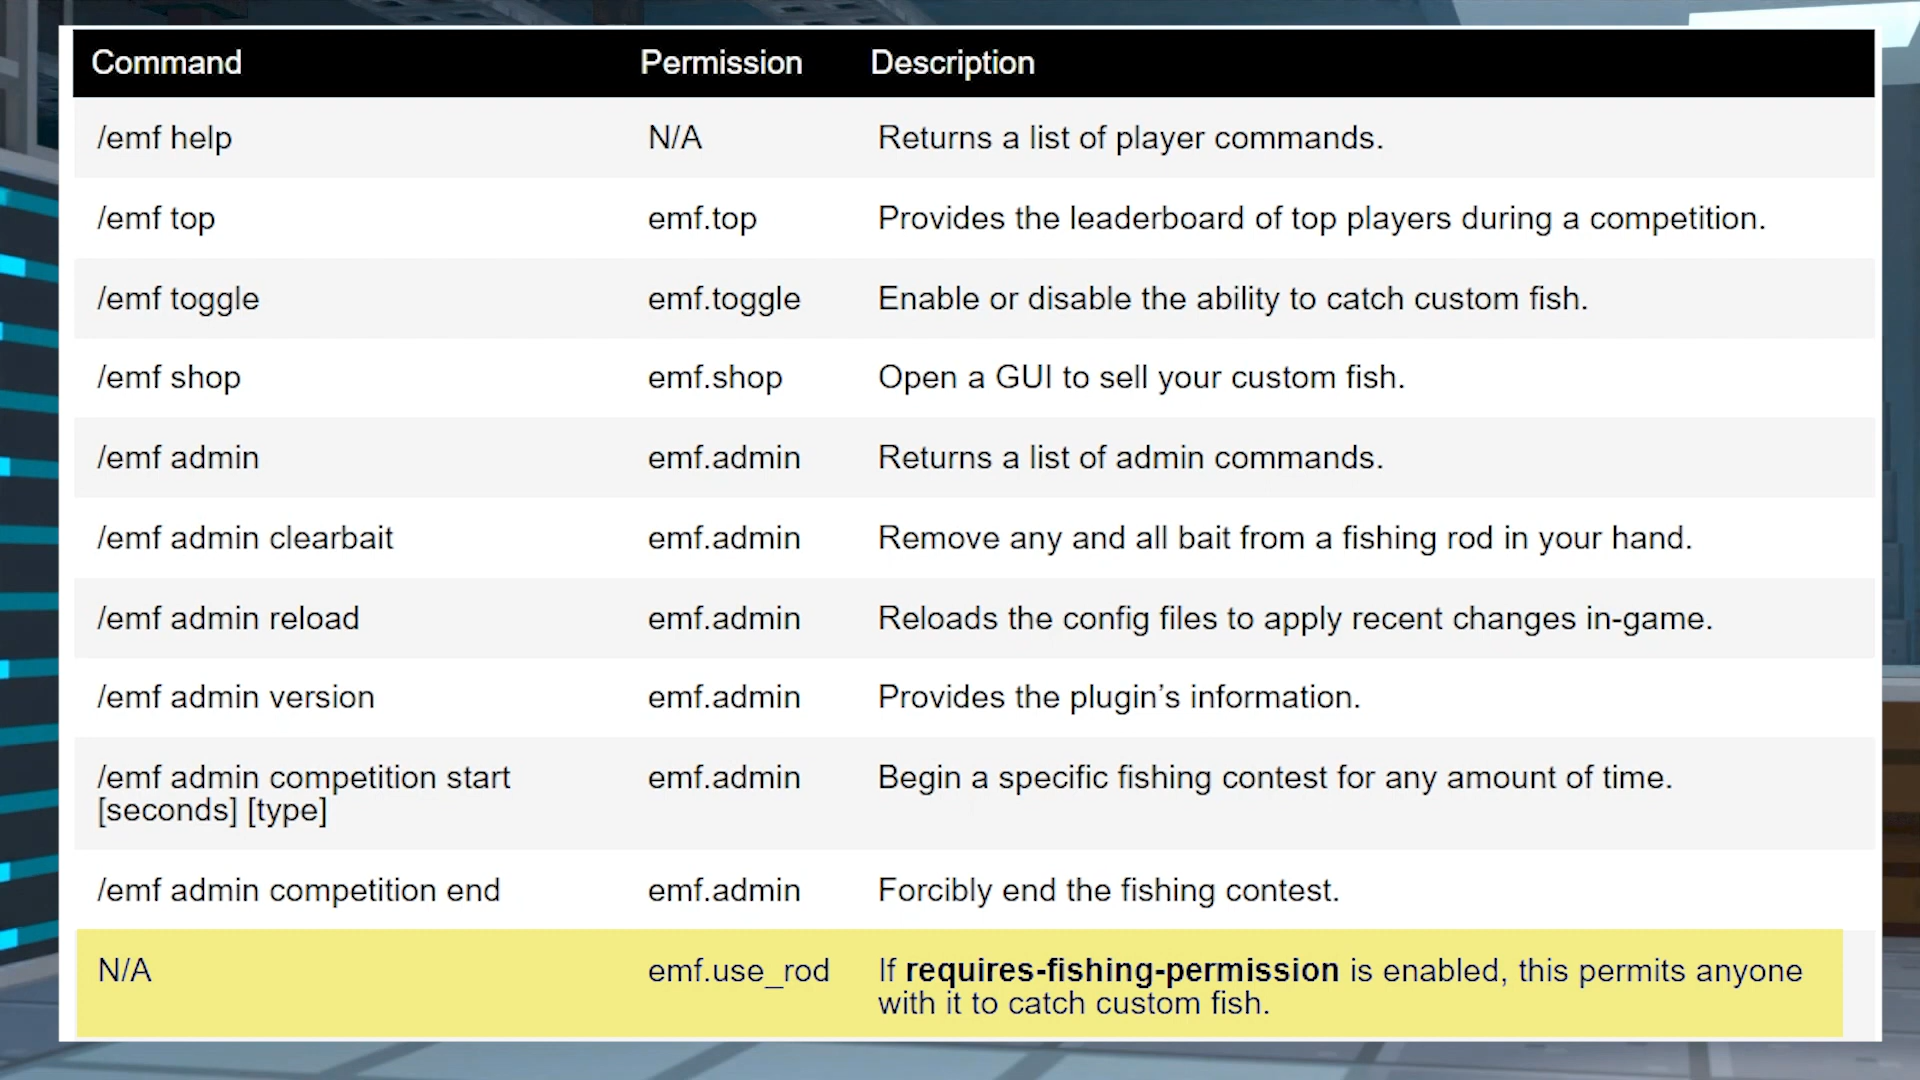 Command Permission Description
/emf help N/A Returns a list of player commands.
/emf top emf.top Provides the leaderboard of top players during a competition.
/emf toggle emf.toggle Enable or disable the ability to catch custom fish.
/emf shop emf.shop Open a GUI to sell your custom fish.
/emf admin emf.admin Returns a list of admin commands.
/emf admin clearbait emf.admin Remove any and all bait from a fishing rod in your hand.
/emf admin reload emf.admin Reloads the config files to apply recent changes in-game.
/emf admin version emf.admin Provides the plugin’s information.
/emf admin competition start emf.admin Begin a specific fishing contest for any amount of time.
[seconds] [type]
/emf admin competition end emf.admin Forcibly end the fishing contest.
N/A emf.use_rod If requires-fishing-permission is enabled, this permits anyone
with it to catch custom fish.